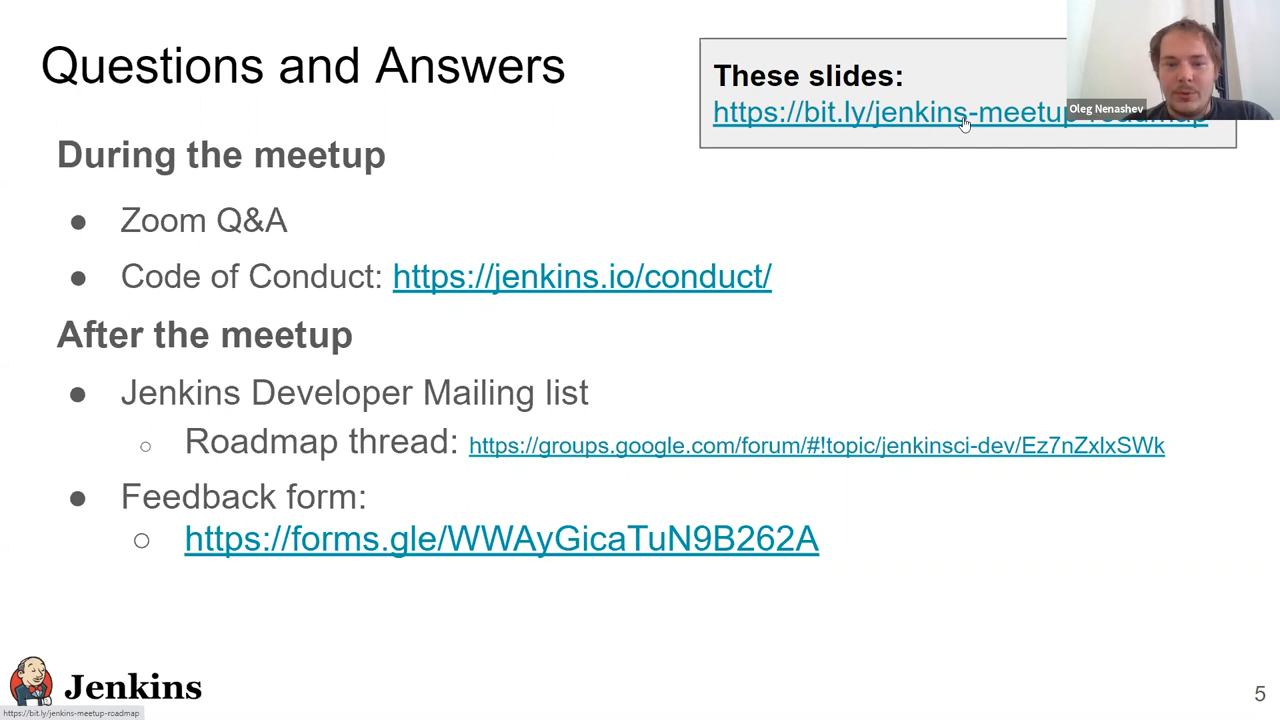 Questions and Answers
These slides:
https://bit.ly/jenkins-meetup-roadmap
Oleg Nenashev
During the meetup
● Zoom Q&A
● Code of Conduct: https://jenkins.io/conduct/
After the meetup
● Jenkins Developer Mailing list
○ Roadmap thread: https://groups.google.com/forum/#!topic/jenkinsci-dev/Ez7nZxlxSWk
● Feedback form:
○ https://forms.gle/WWAyGicaTuN9B262A
Jenkins
5
https://bit.ly/jenkins-meetup-roadmap